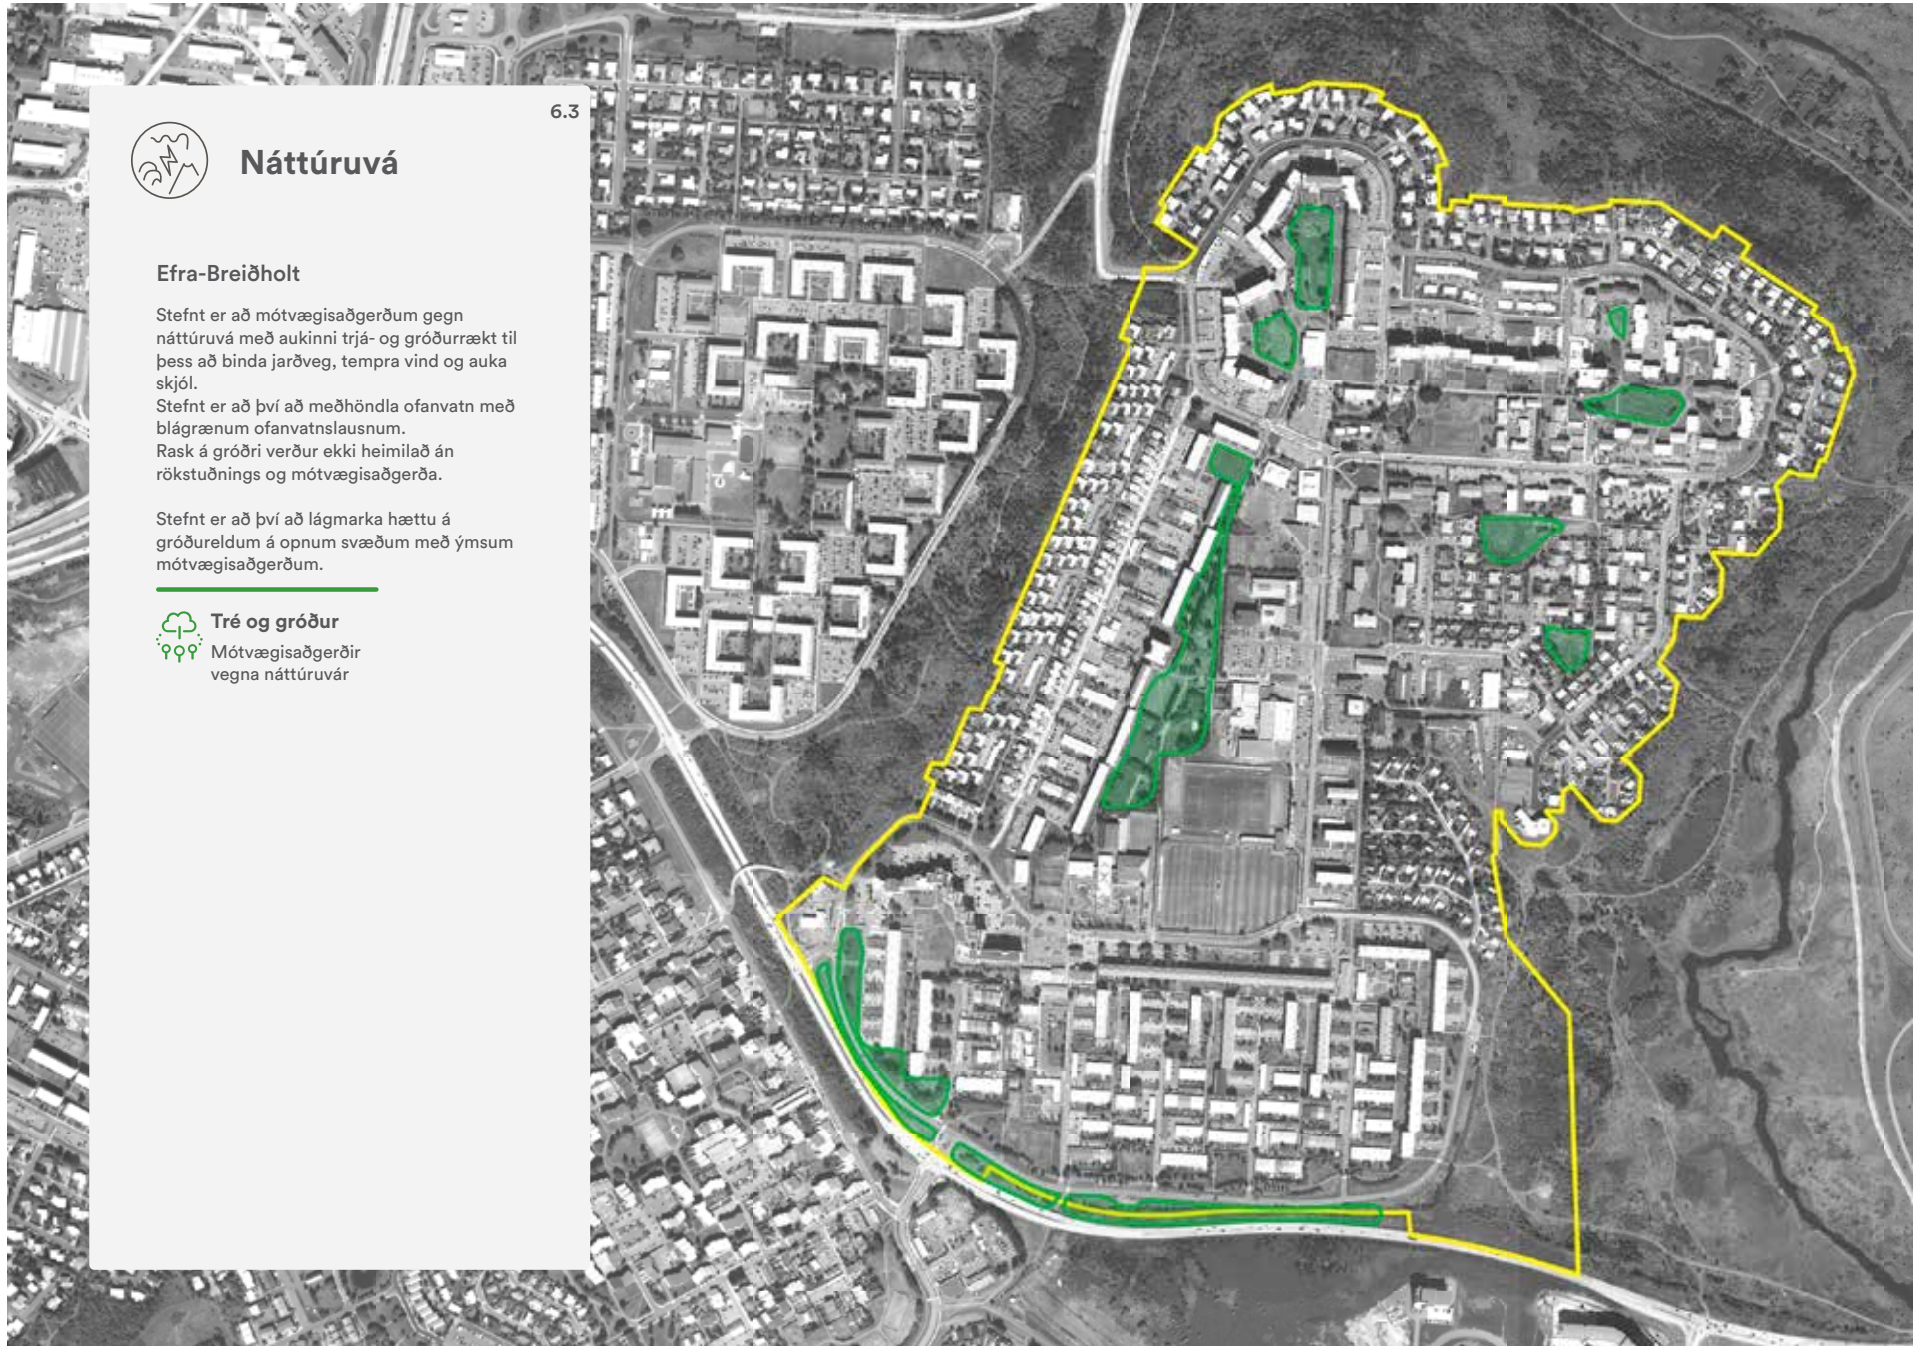 6.3
Náttúruvá
Efra-Breiðholt
Stefnt er að mótvægisaðgerðum gegn
náttúruvá með aukinni trjá- og gróðurrækt til
þess að binda jarðveg, tempra vind og auka
skjól.
Stefnt er að því að meðhöndla ofanvatn með
blágrænum ofanvatnslausnum.
Rask á gróðri verður ekki heimilað án
rökstuðnings og mótvægisaðgerða.
Stefnt er að því að lágmarka hættu á
gróðureldum á opnum svæðum með ýmsum
mótvægisaðgerðum.
Tré og gróður
Mótvægisaðgerðir
vegna náttúruvár